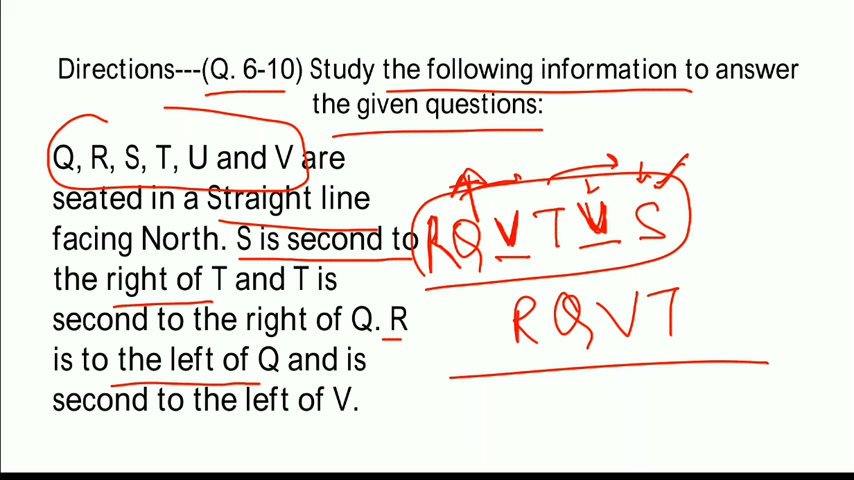 Directions---(Q. 6-10) Study the following information to answer
the given questions:
Q, R, S, T, U and V are
seated in a Straight line
facing North. S is second to
the right of T and T is
second to the right of Q. R
is to the left of Q and is
second to the left of V.
R Q V T U S
R Q V T